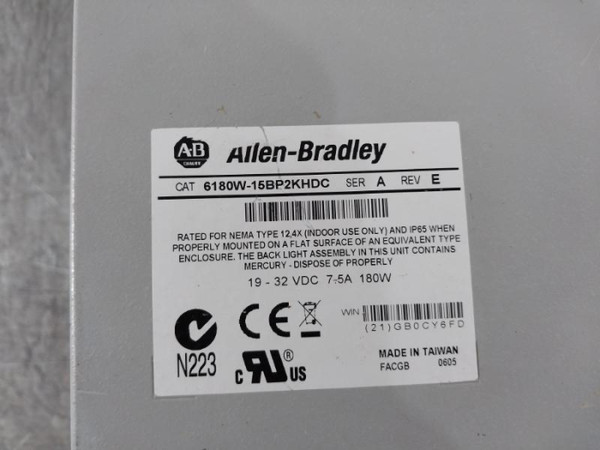 AB
QUALITY
Allen-Bradley
CAT 6180W-15BP2KHDC SER A REV E
RATED FOR NEMA TYPE 12,4X (INDOOR USE ONLY) AND IP65 WHEN
PROPERLY MOUNTED ON A FLAT SURFACE OF AN EQUIVALENT TYPE
ENCLOSURE. THE BACK LIGHT ASSEMBLY IN THIS UNIT CONTAINS
MERCURY - DISPOSE OF PROPERLY
19 - 32 VDC 7.5A 180W
WIN
(21)GB0CY6FD
N223
CE
c RU ® US
MADE IN TAIWAN
FACGB 0605